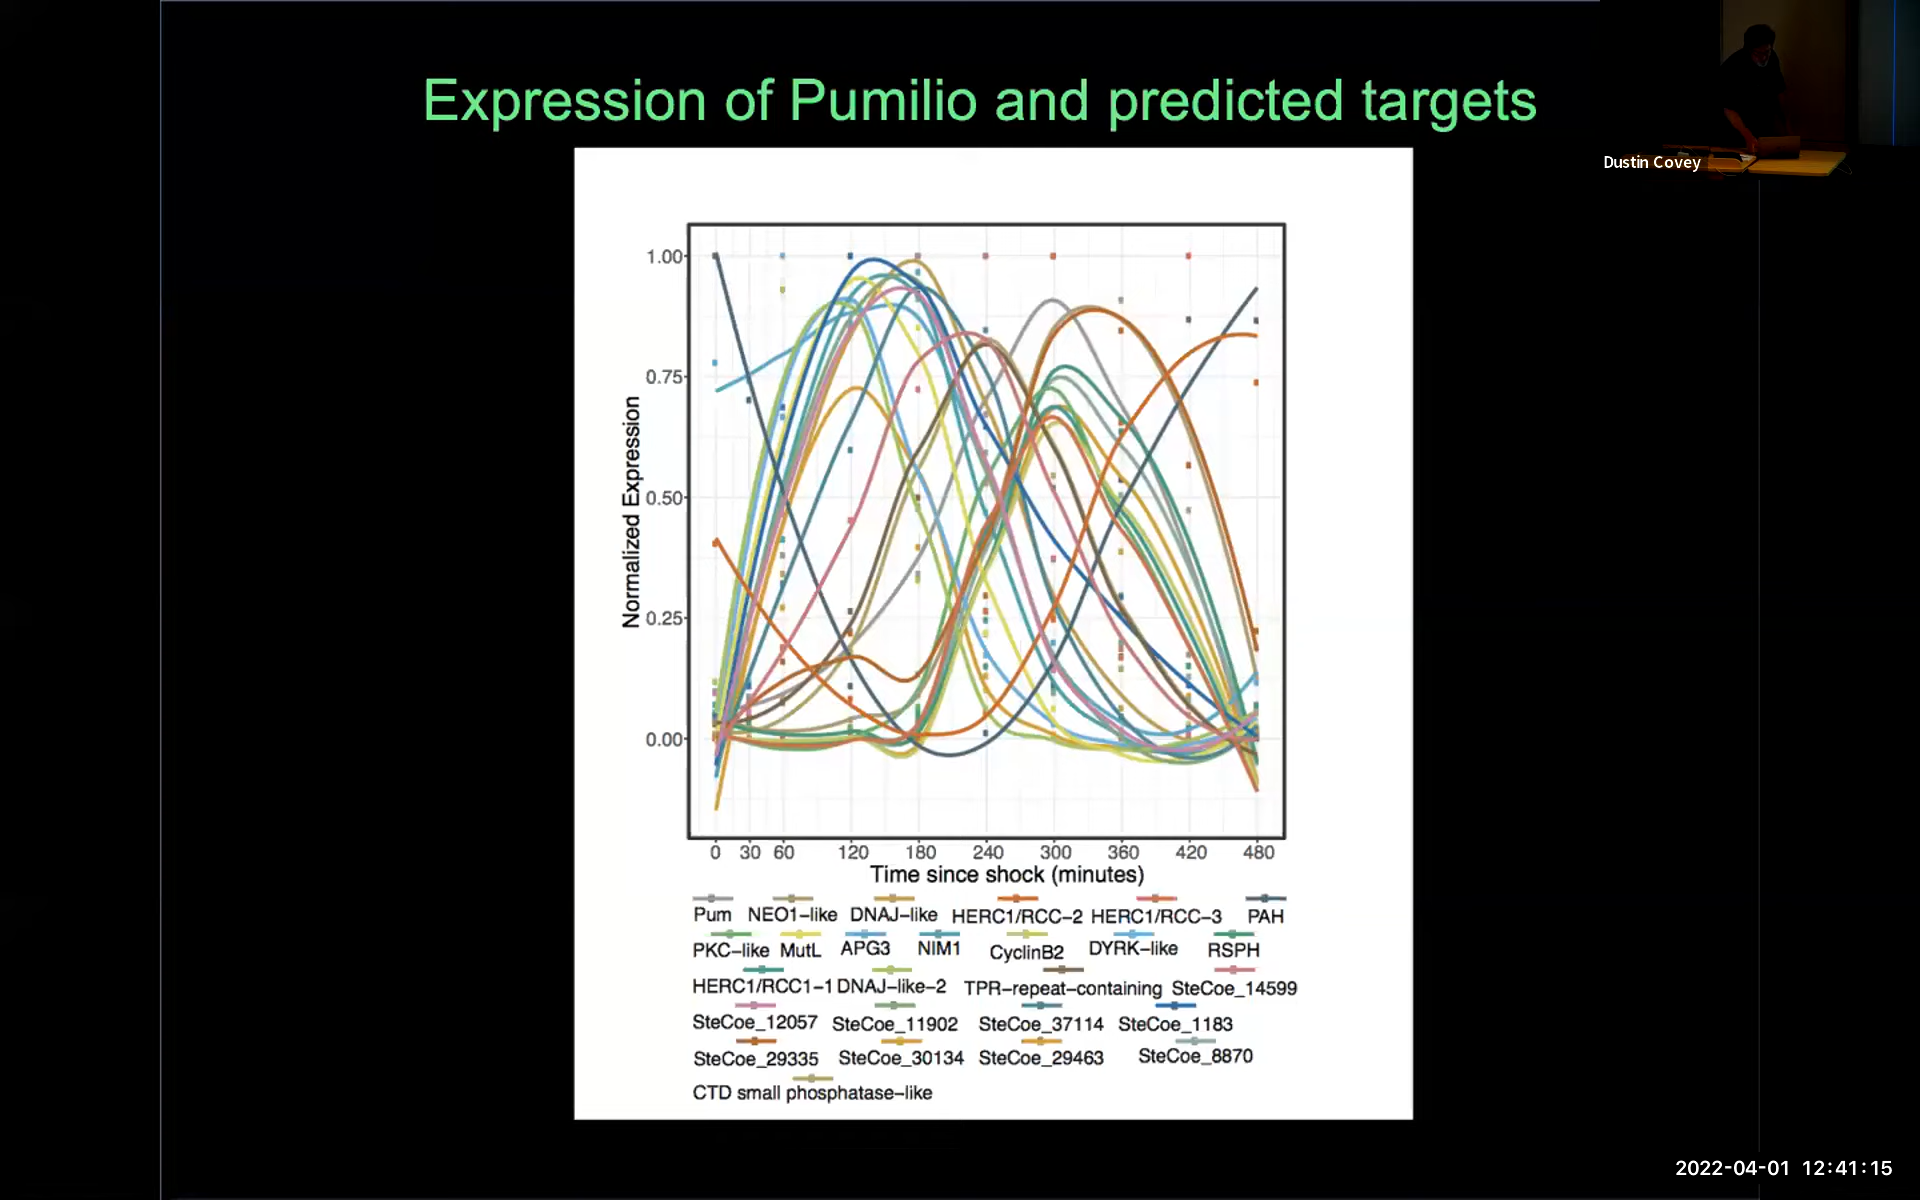 Expression of Pumilio and predicted targets
Dustin Covey
Normalized Expression
1.00
0.75
0.50
0.25
0.00
0 30 60 120 180 240 300 360 420 480
Time since shock (minutes)
Pum NEO1-like DNAJ-like HERC1/RCC-2 HERC1/RCC-3 PAH
PKC-like MutL APG3 NIM1 CyclinB2 DYRK-like RSPH
HERC1/RCC1-1 DNAJ-like-2 TPR-repeat-containing SteCoe_14599
SteCoe_12057 SteCoe_11902 SteCoe_37114 SteCoe_1183
SteCoe_29335 SteCoe_30134 SteCoe_29463 SteCoe_8870
CTD small phosphatase-like
2022-04-01 12:41:15